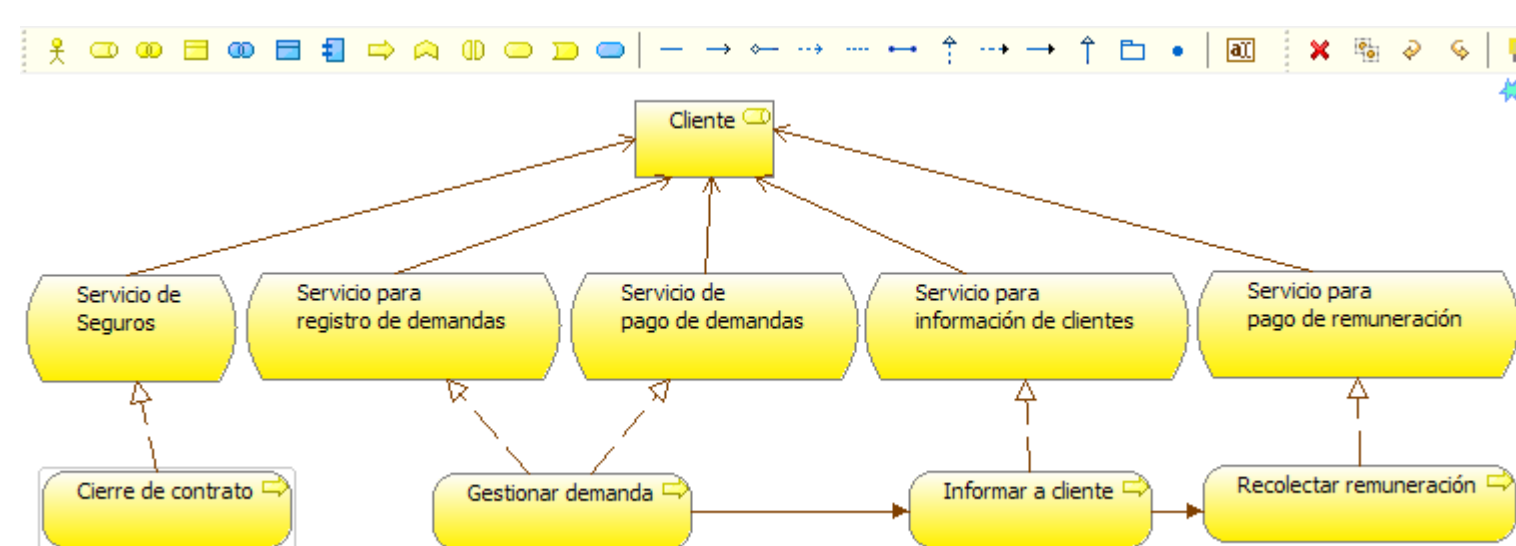 a
Cliente
Servicio de
Seguros
Servicio para
registro de demandas
Servicio de
pago de demandas
Servicio para
información de clientes
Servicio para
pago de remuneración
Cierre de contrato
Gestionar demanda
Informar a cliente
Recolectar remuneración